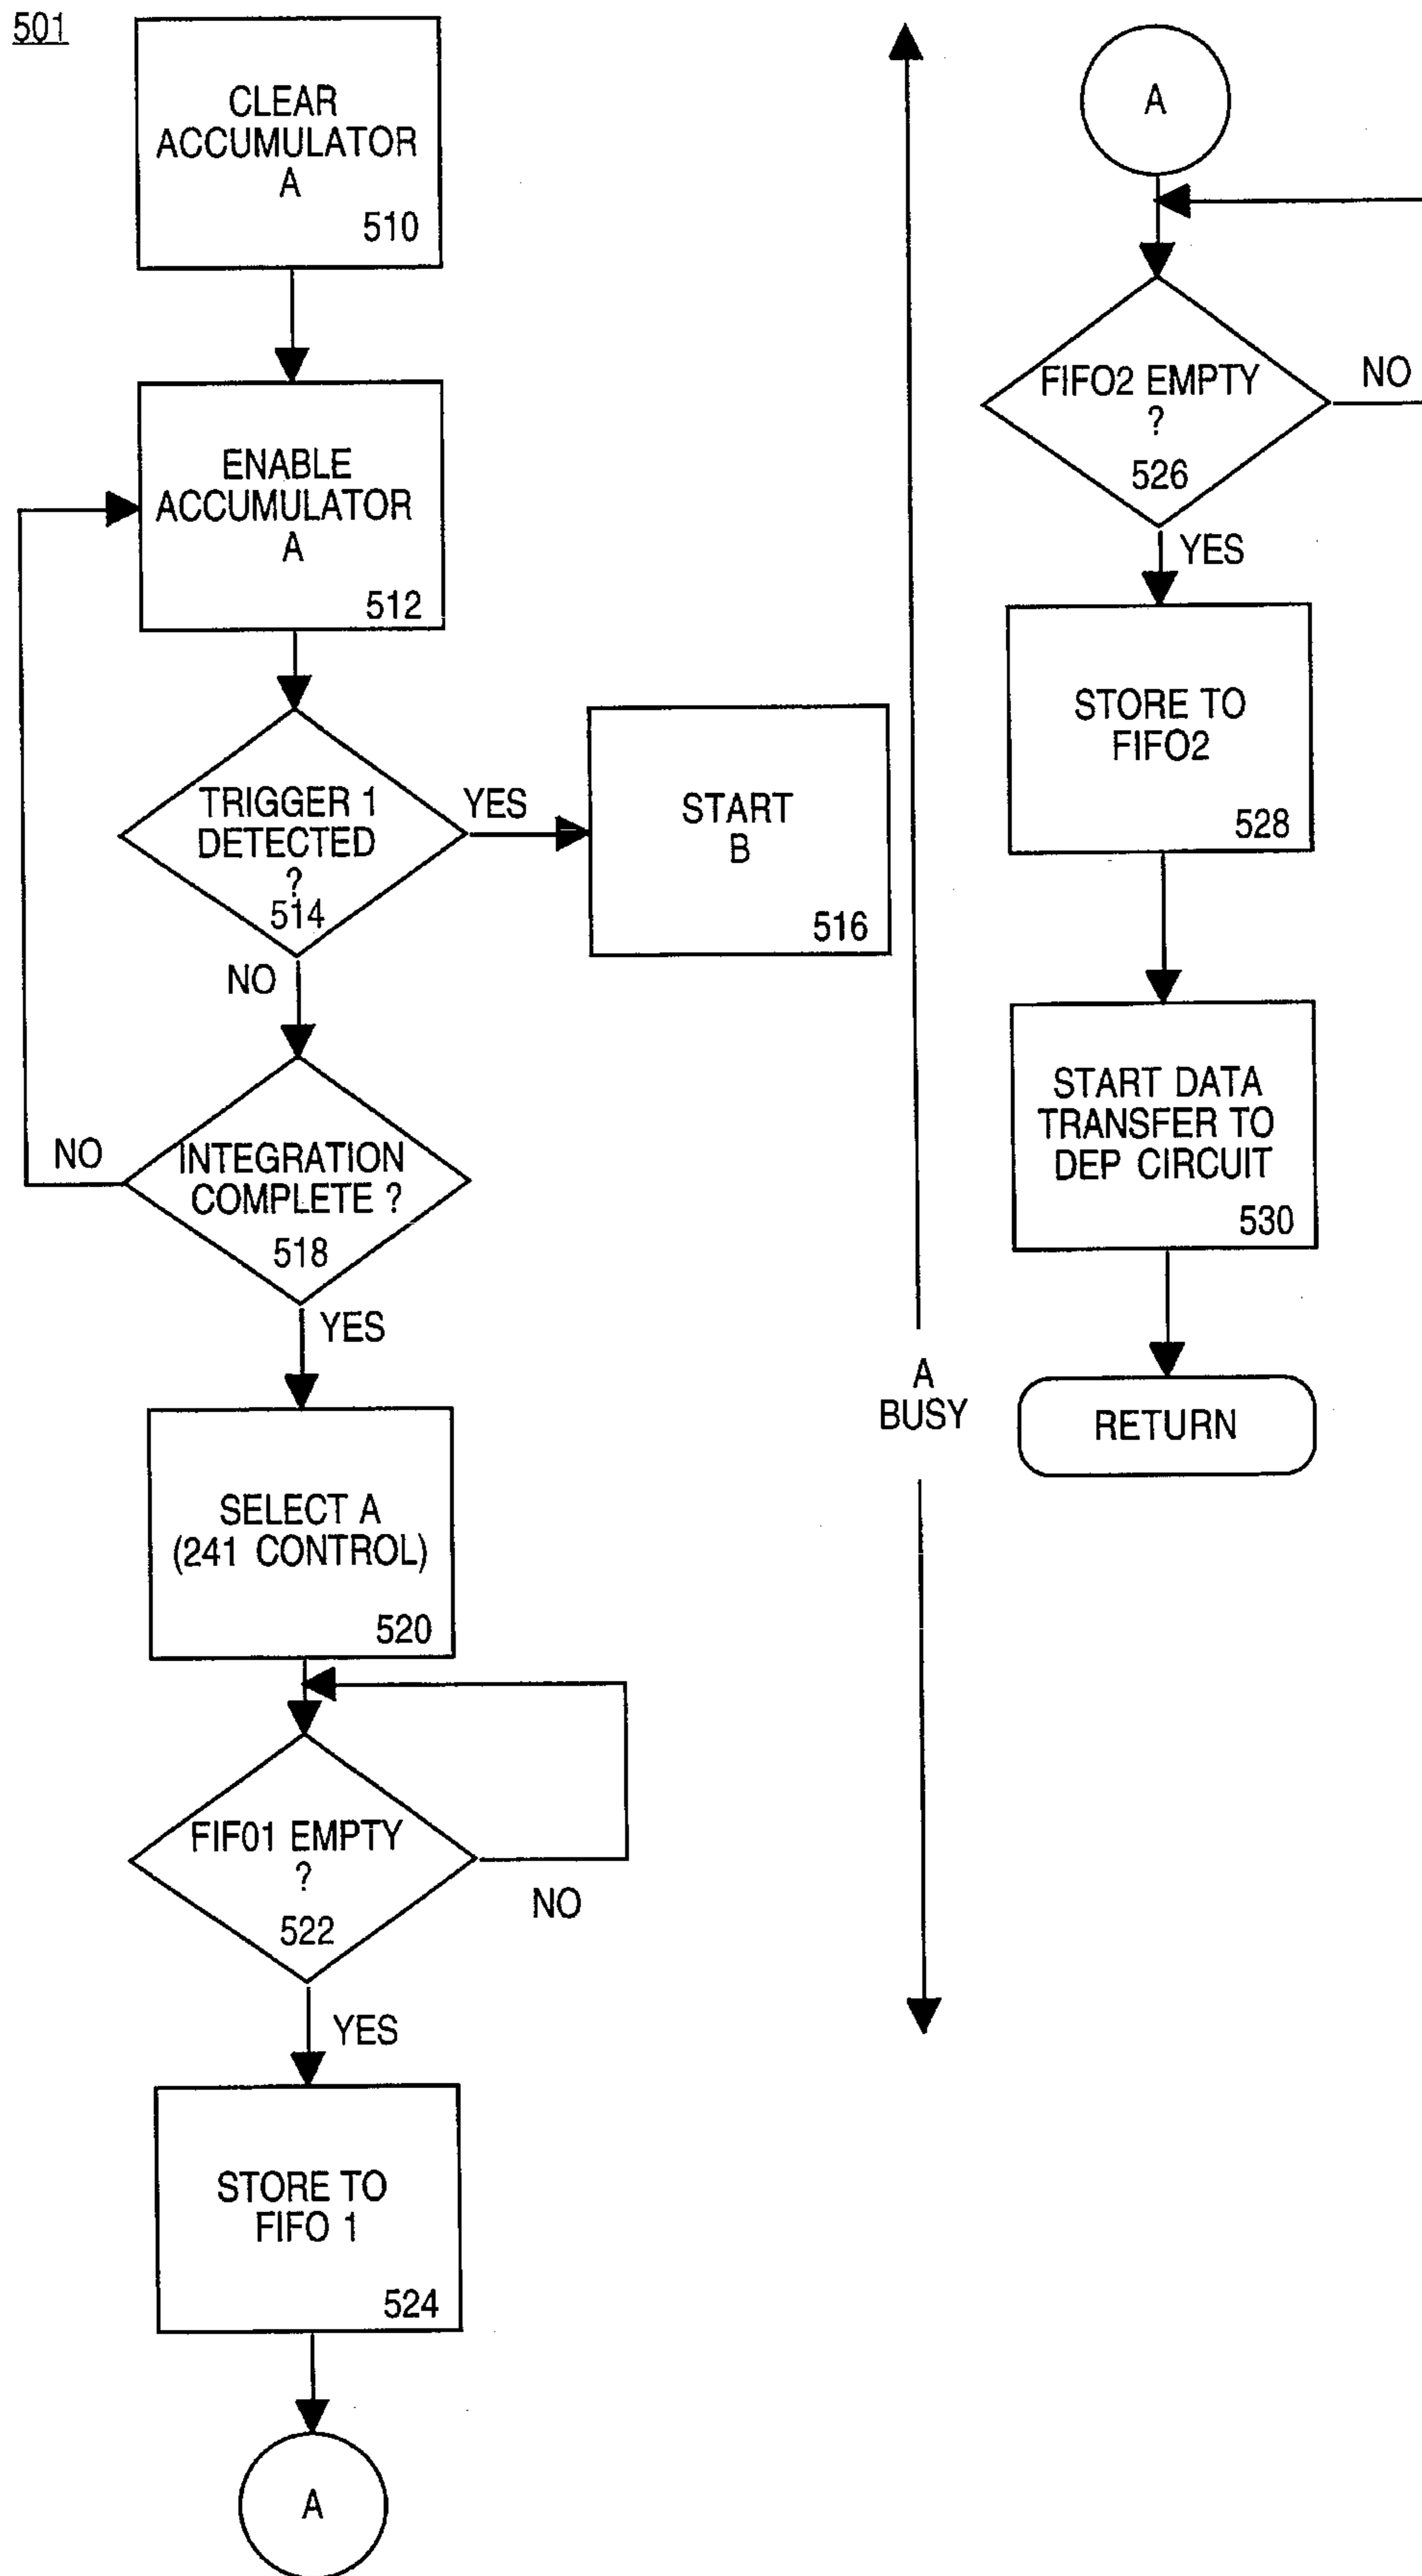 501
CLEAR
ACCUMULATOR
A
510
ENABLE
ACCUMULATOR
A
512
TRIGGER 1
DETECTED
?
514
YES
START
B
516
NO
INTEGRATION
COMPLETE ?
518
NO
YES
SELECT A
(241 CONTROL)
520
FIF01 EMPTY
?
522
NO
YES
STORE TO
FIFO 1
524
A
A
BUSY
A
FIFO2 EMPTY
?
526
NO
YES
STORE TO
FIFO2
528
START DATA
TRANSFER TO
DEP CIRCUIT
530
RETURN